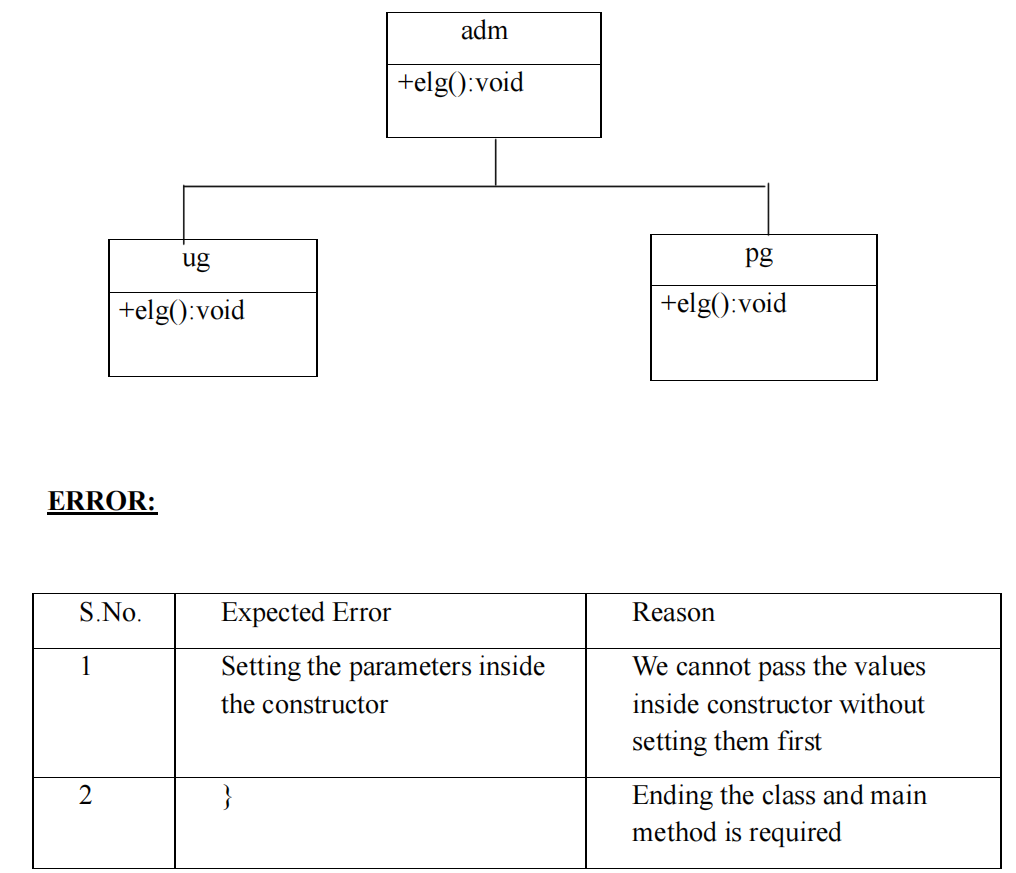 adm
+elg():void
ug
+elg():void
pg
+elg():void
ERROR:
S.No.
Expected Error
Reason
1
Setting the parameters inside
the constructor
We cannot pass the values
inside constructor without
setting them first
2
}
Ending the class and main
method is required